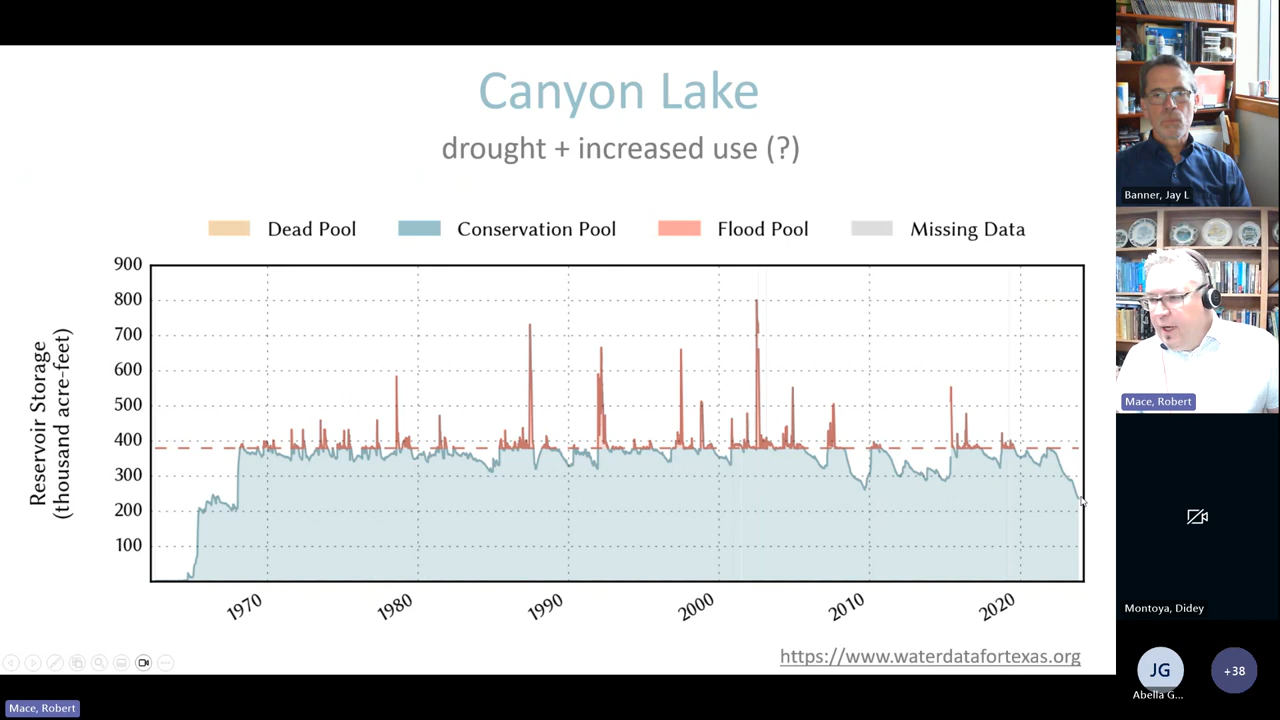 Canyon Lake
drought + increased use (?)
Dead Pool
Conservation Pool
Flood Pool
Missing Data
Reservoir Storage
(thousand acre-feet)
900
800
700
600
500
400
300
200
100
1970
1980
1990
2000
2010
2020
https://www.waterdatafortexas.org
Mace, Robert
Banner, Jay L
Mace, Robert
Montoya, Didey
JG
Abella G...
+38